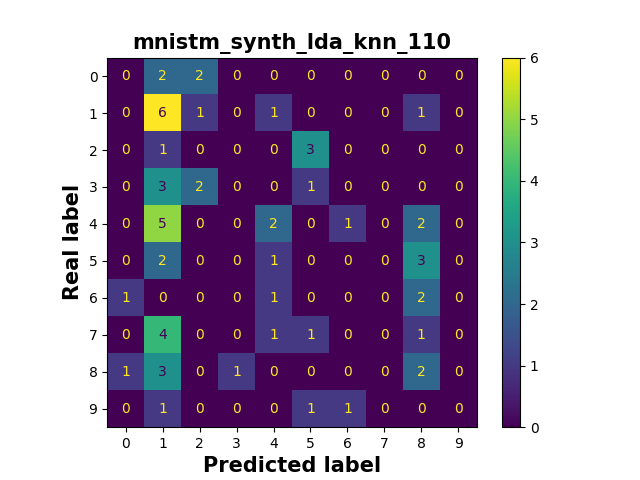 mnistm_synth_lda_knn_110
0 0 2 2 0 0 0 0 0 0 0
1 0 6 1 0 1 0 0 0 1 0
2 0 1 0 0 0 3 0 0 0 0
3 0 3 2 0 0 1 0 0 0 0
4 0 5 0 0 2 0 1 0 2 0
5 0 2 0 0 1 0 0 0 3 0
6 1 0 0 0 1 0 0 0 2 0
7 0 4 0 0 1 1 0 0 1 0
8 1 3 0 1 0 0 0 0 2 0
9 0 1 0 0 0 1 1 0 0 0
0 1 2 3 4 5 6 7 8 9
Real label
Predicted label
6
5
4
3
2
1
0